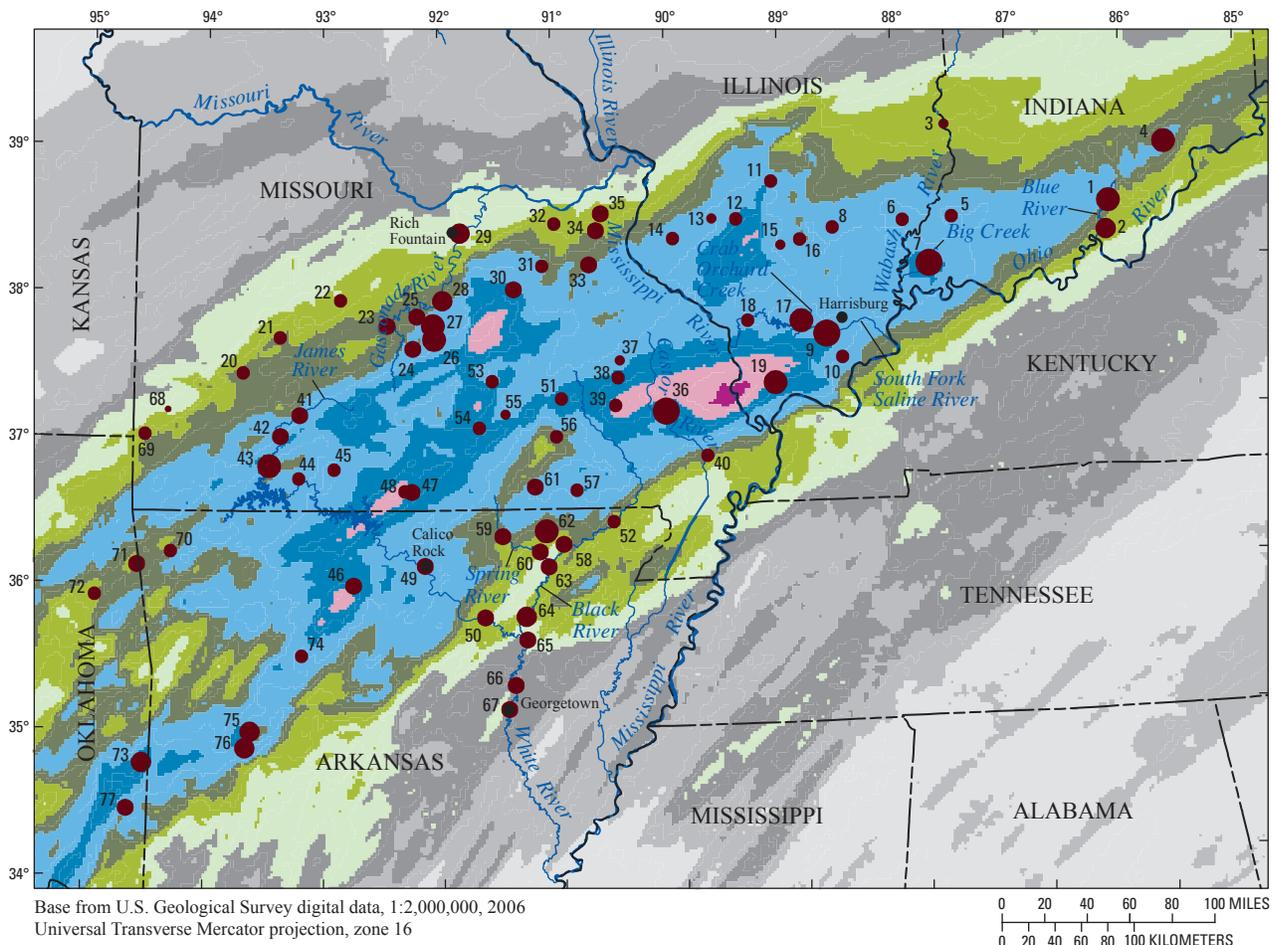 95° 94° 93° 92° 91° 90° 89° 88° 87° 86° 85°
39°
38°
37°
36°
35°
34°
Missouri
River
Illinois River
ILLINOIS
INDIANA
MISSOURI
KANSAS
KENTUCKY
TENNESSEE
OKLAHOMA
ARKANSAS
MISSISSIPPI
ALABAMA
Rich
Fountain
Gasconade River
James
River
Mississippi
River
Crab
Orchard
Creek
Castor
River
Wabash
River
Blue
River
Big Creek
Ohio
River
Harrisburg
South Fork
Saline River
Calico
Rock
Spring
River
Black
River
Georgetown
White River
Mississippi
River
1
2
3
4
5
6
7
8
9
10
11
12
13
14
15
16
17
18
19
20
21
22
23
24
25
26
27
28
29
30
31
32
33
34
35
36
37
38
39
40
41
42
43
44
45
46
47
48
49
50
51
52
53
54
55
56
57
58
59
60
61
62
63
64
65
66
67
68
69
70
71
72
73
74
75
76
77
Base from U.S. Geological Survey digital data, 1:2,000,000, 2006
Universal Transverse Mercator projection, zone 16
0 20 40 60 80 100 MILES
0 20 40 60 80 100 KILOMETERS